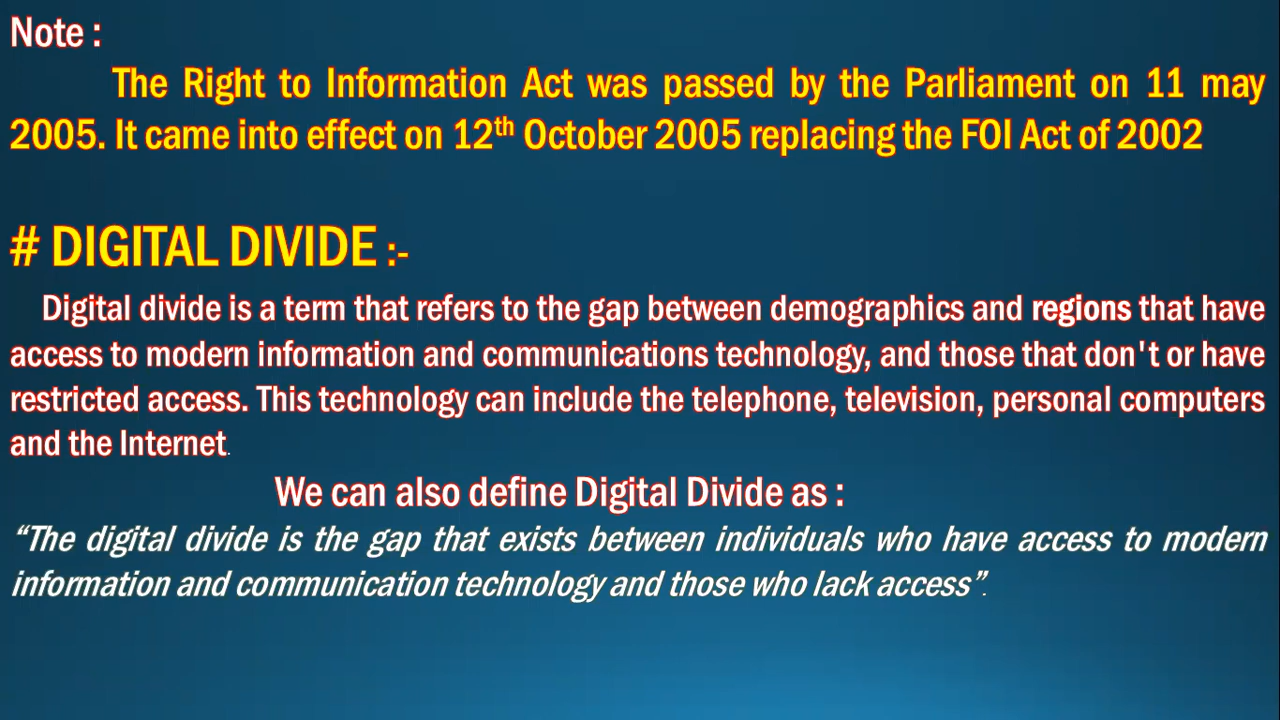 Note :
The Right to Information Act was passed by the Parliament on 11 may
2005. It came into effect on 12th October 2005 replacing the FOI Act of 2002
# DIGITAL DIVIDE :-
Digital divide is a term that refers to the gap between demographics and regions that have
access to modern information and communications technology, and those that don't or have
restricted access. This technology can include the telephone, television, personal computers
and the Internet.
We can also define Digital Divide as :
“The digital divide is the gap that exists between individuals who have access to modern
information and communication technology and those who lack access”.